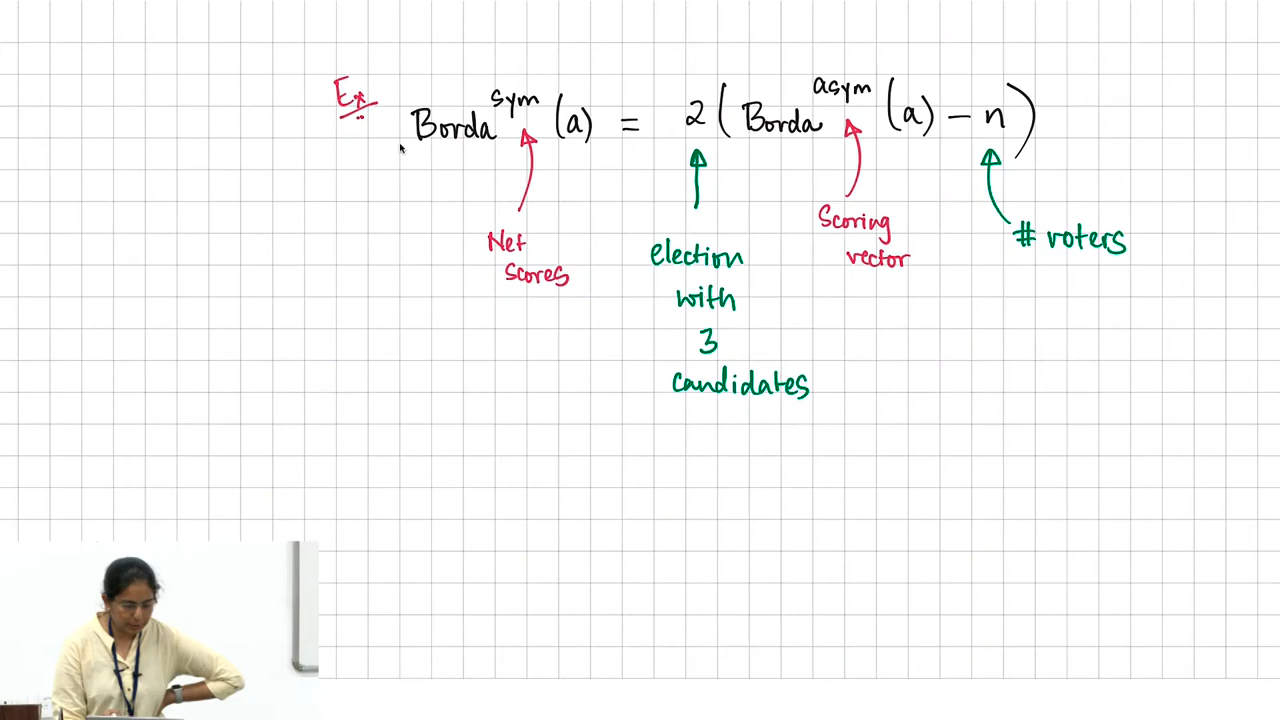 Ex
Borda^sym (a) = 2 ( Borda^asym (a) − n )
Net
scores
election
with
3
candidates
Scoring
vector
# voters